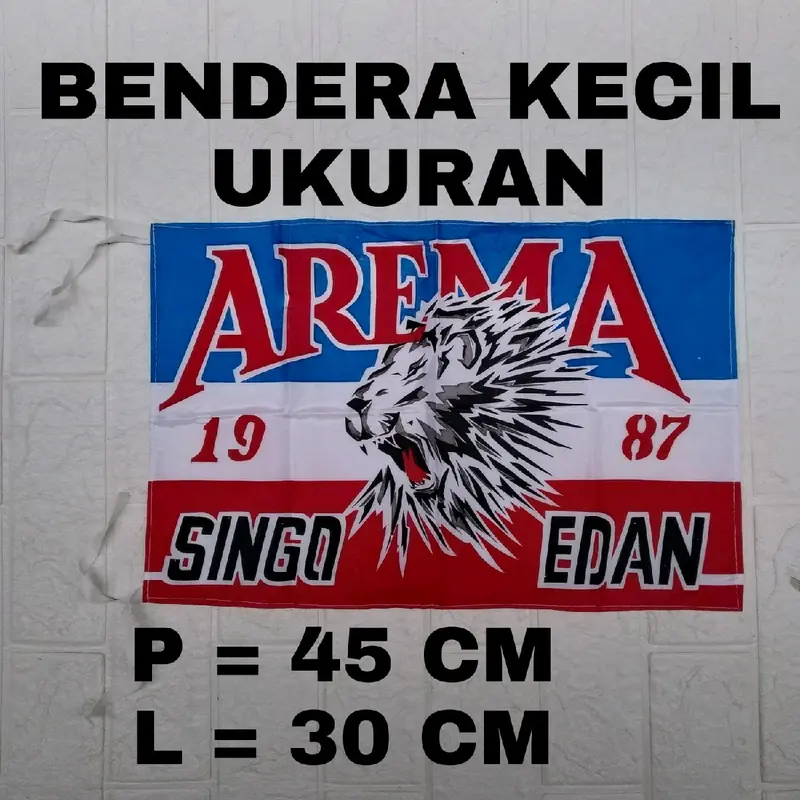 BENDERA KECIL
UKURAN
AREMA
19 87
SINGO EDAN
P = 45 CM
L = 30 CM